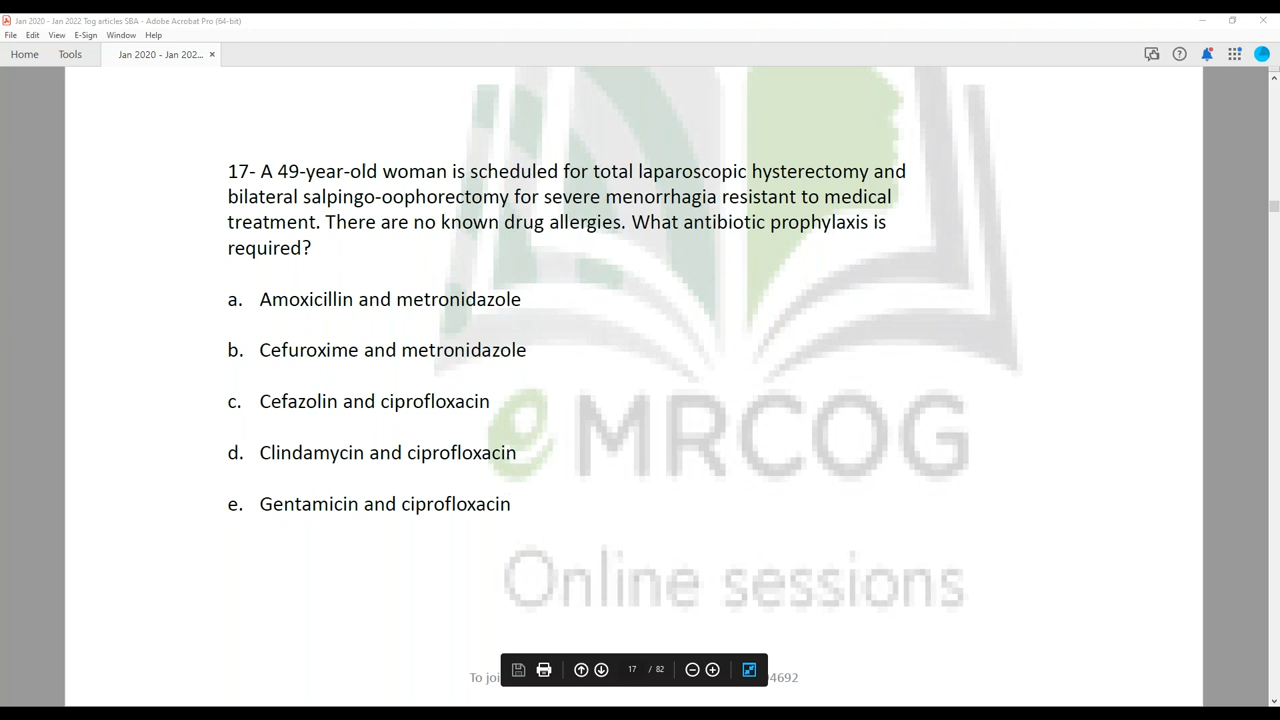 Jan 2020 - Jan 2022 Tog articles SBA - Adobe Acrobat Pro (64-bit)
File Edit View E-Sign Window Help
Home Tools Jan 2020 - Jan 202... ×
17- A 49-year-old woman is scheduled for total laparoscopic hysterectomy and
bilateral salpingo-oophorectomy for severe menorrhagia resistant to medical
treatment. There are no known drug allergies. What antibiotic prophylaxis is
required?
a. Amoxicillin and metronidazole
b. Cefuroxime and metronidazole
c. Cefazolin and ciprofloxacin
d. Clindamycin and ciprofloxacin
e. Gentamicin and ciprofloxacin
eMRCOG
Online sessions
17 / 82
To joi 4692